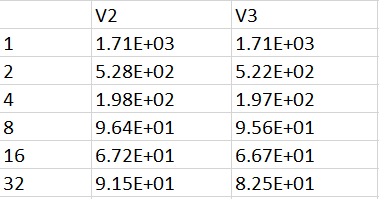 V2 V3
1 1.71E+03 1.71E+03
2 5.28E+02 5.22E+02
4 1.98E+02 1.97E+02
8 9.64E+01 9.56E+01
16 6.72E+01 6.67E+01
32 9.15E+01 8.25E+01